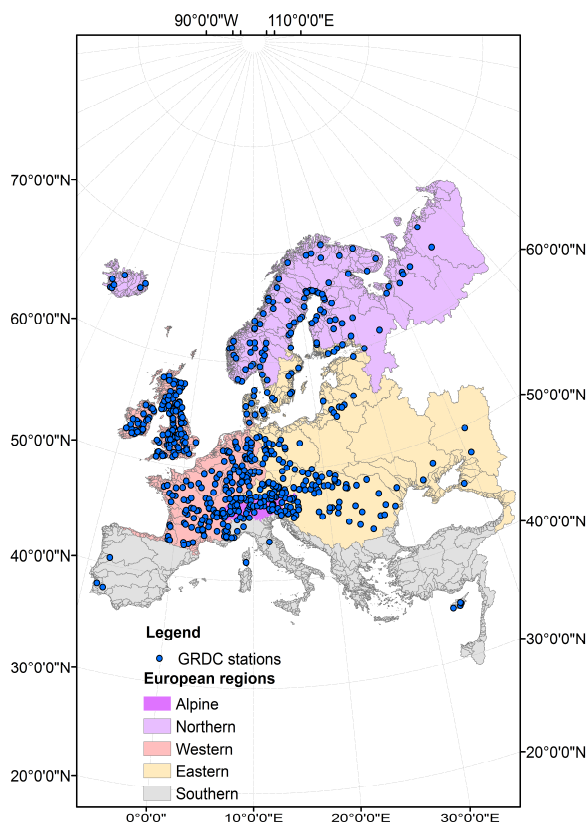 90°0'0"W 110°0'0"E
70°0'0"N
60°0'0"N
60°0'0"N
50°0'0"N
50°0'0"N
40°0'0"N
40°0'0"N
30°0'0"N
30°0'0"N
20°0'0"N
20°0'0"N
Legend
GRDC stations
European regions
Alpine
Northern
Western
Eastern
Southern
0°0'0" 10°0'0"E 20°0'0"E 30°0'0"E